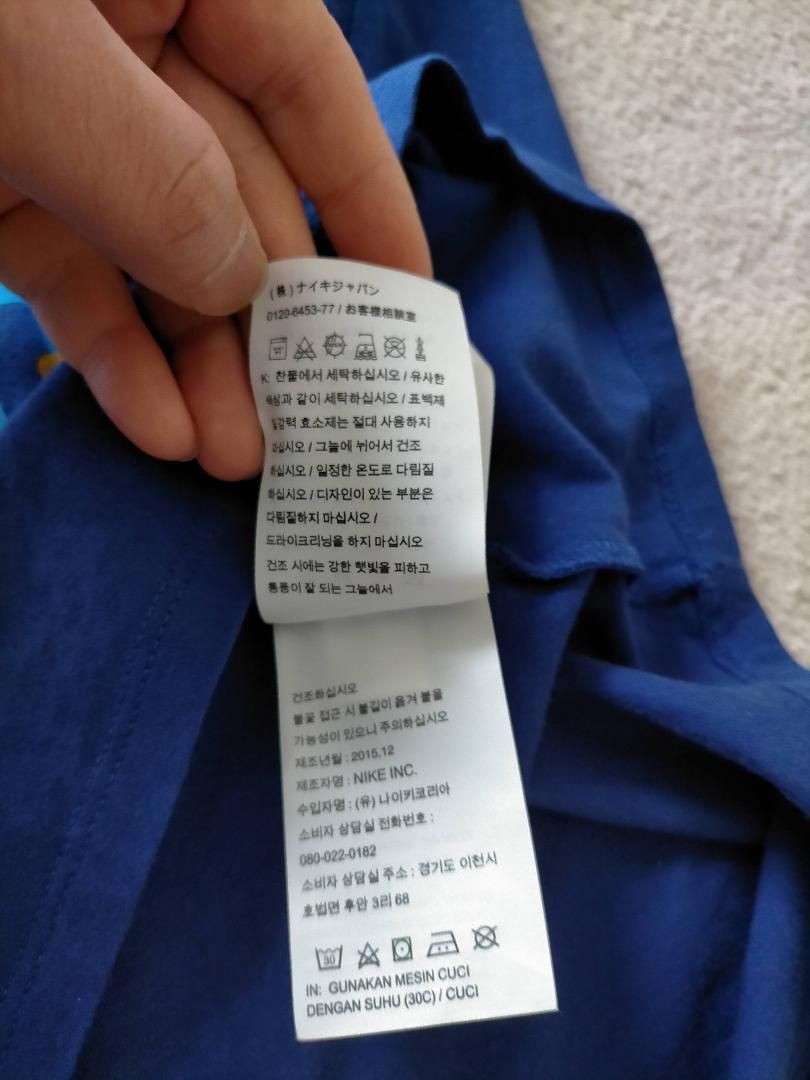 (株)ナイキジャパン
0120-6453-77 / お客様相談室
K: 찬물에서 세탁하십시오 / 유사한
색상과 같이 세탁하십시오 / 표백제
및강력 효소제는 절대 사용하지
마십시오 / 그늘에 뉘어서 건조
하십시오 / 일정한 온도로 다림질
하십시오 / 디자인이 있는 부분은
다림질하지 마십시오 /
드라이크리닝을 하지 마십시오
건조 시에는 강한 햇빛을 피하고
통풍이 잘 되는 그늘에서
건조하십시오
불꽃 접근 시 불길이 옮겨 붙을
가능성이 있으니 주의하십시오
제조년월 : 2015,12
제조자명 : NIKE INC.
수입자명 : (유) 나이키코리아
소비자 상담실 전화번호 :
080-022-0182
소비자 상담실 주소 : 경기도 이천시
호법면 후안 3리 68
30
IN: GUNAKAN MESIN CUCI
DENGAN SUHU (30C) / CUCI